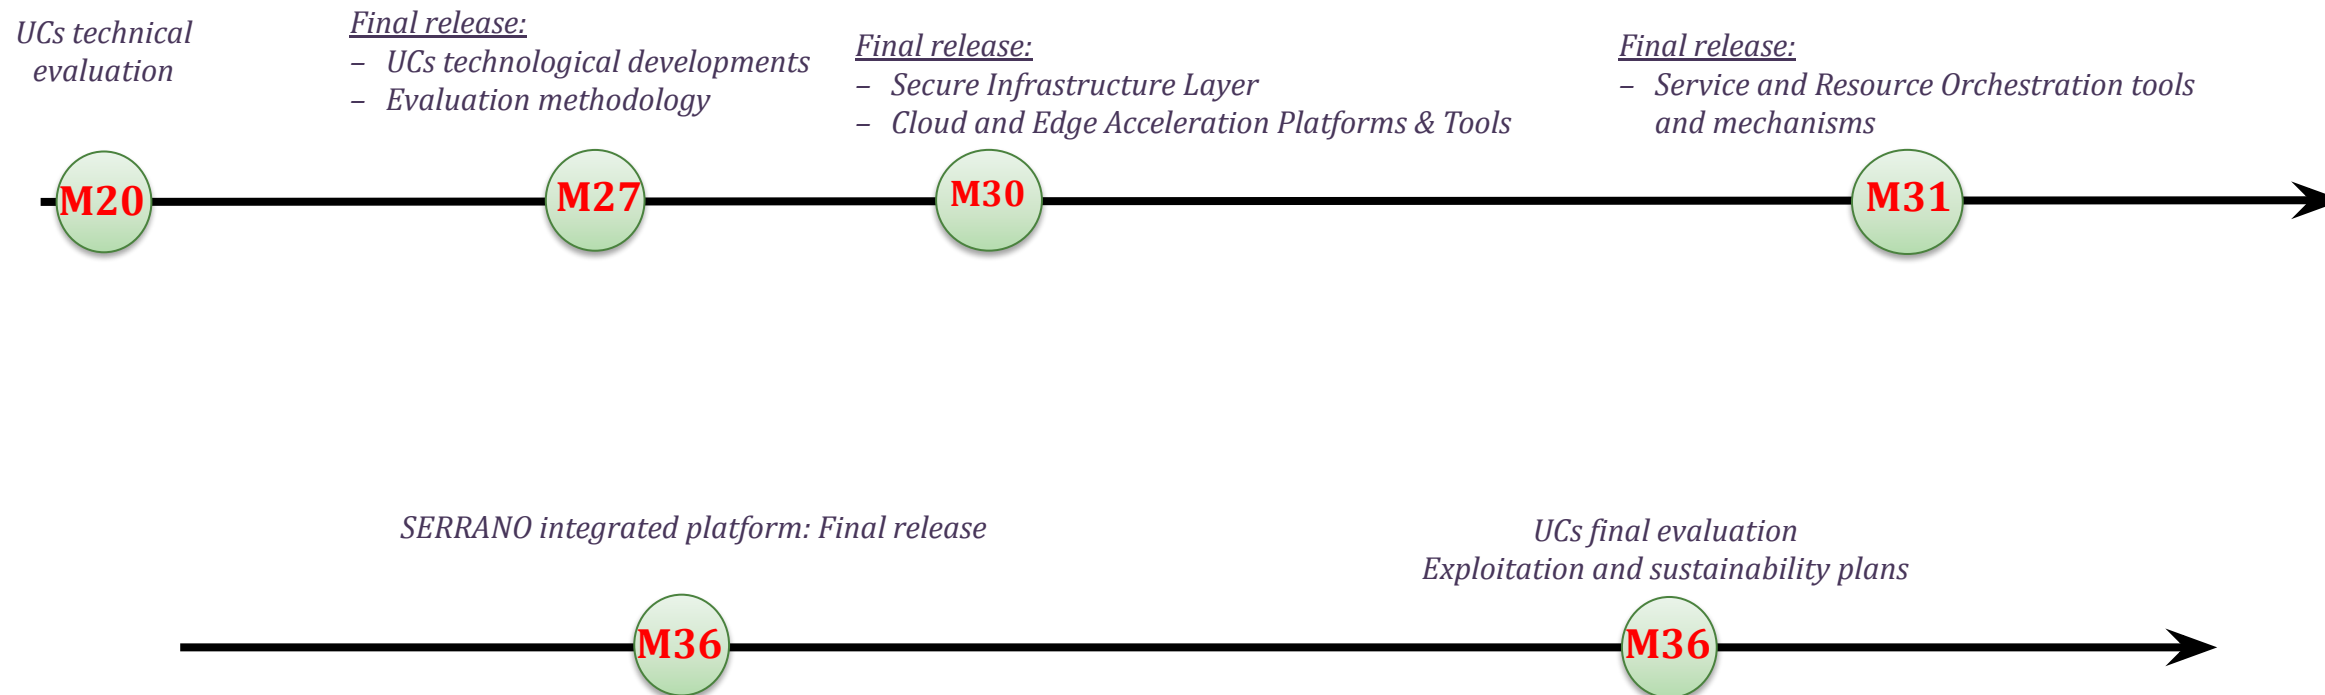 UCs technical
evaluation
Final release:
– UCs technological developments
– Evaluation methodology
Final release:
– Secure Infrastructure Layer
– Cloud and Edge Acceleration Platforms & Tools
Final release:
– Service and Resource Orchestration tools
and mechanisms
M20
M27
M30
M31
SERRANO integrated platform: Final release
UCs final evaluation
Exploitation and sustainability plans
M36
M36